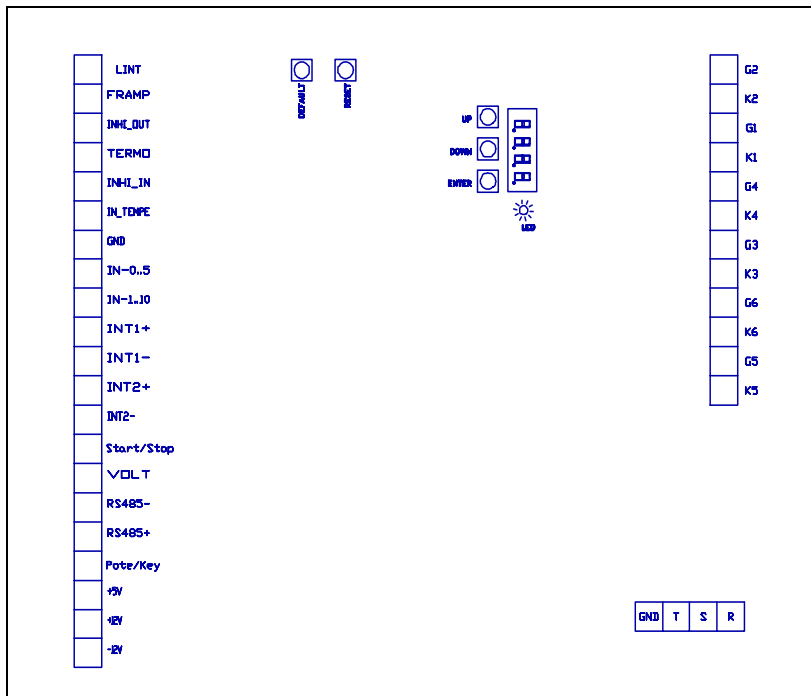 LINT
FRAMP
INHI_OUT
TERMO
INHI_IN
IN_TEMPE
GND
IN-0..5
IN-1..10
INT1+
INT1-
INT2+
INT2-
Start/Stop
VOLT
RS485-
RS485+
Pote/Key
+5V
+12V
-12V
DEFAULT
RESET
UP
DOWN
ENTER
LED
G2
K2
G1
K1
G4
K4
G3
K3
G6
K6
G5
K5
GND T S R